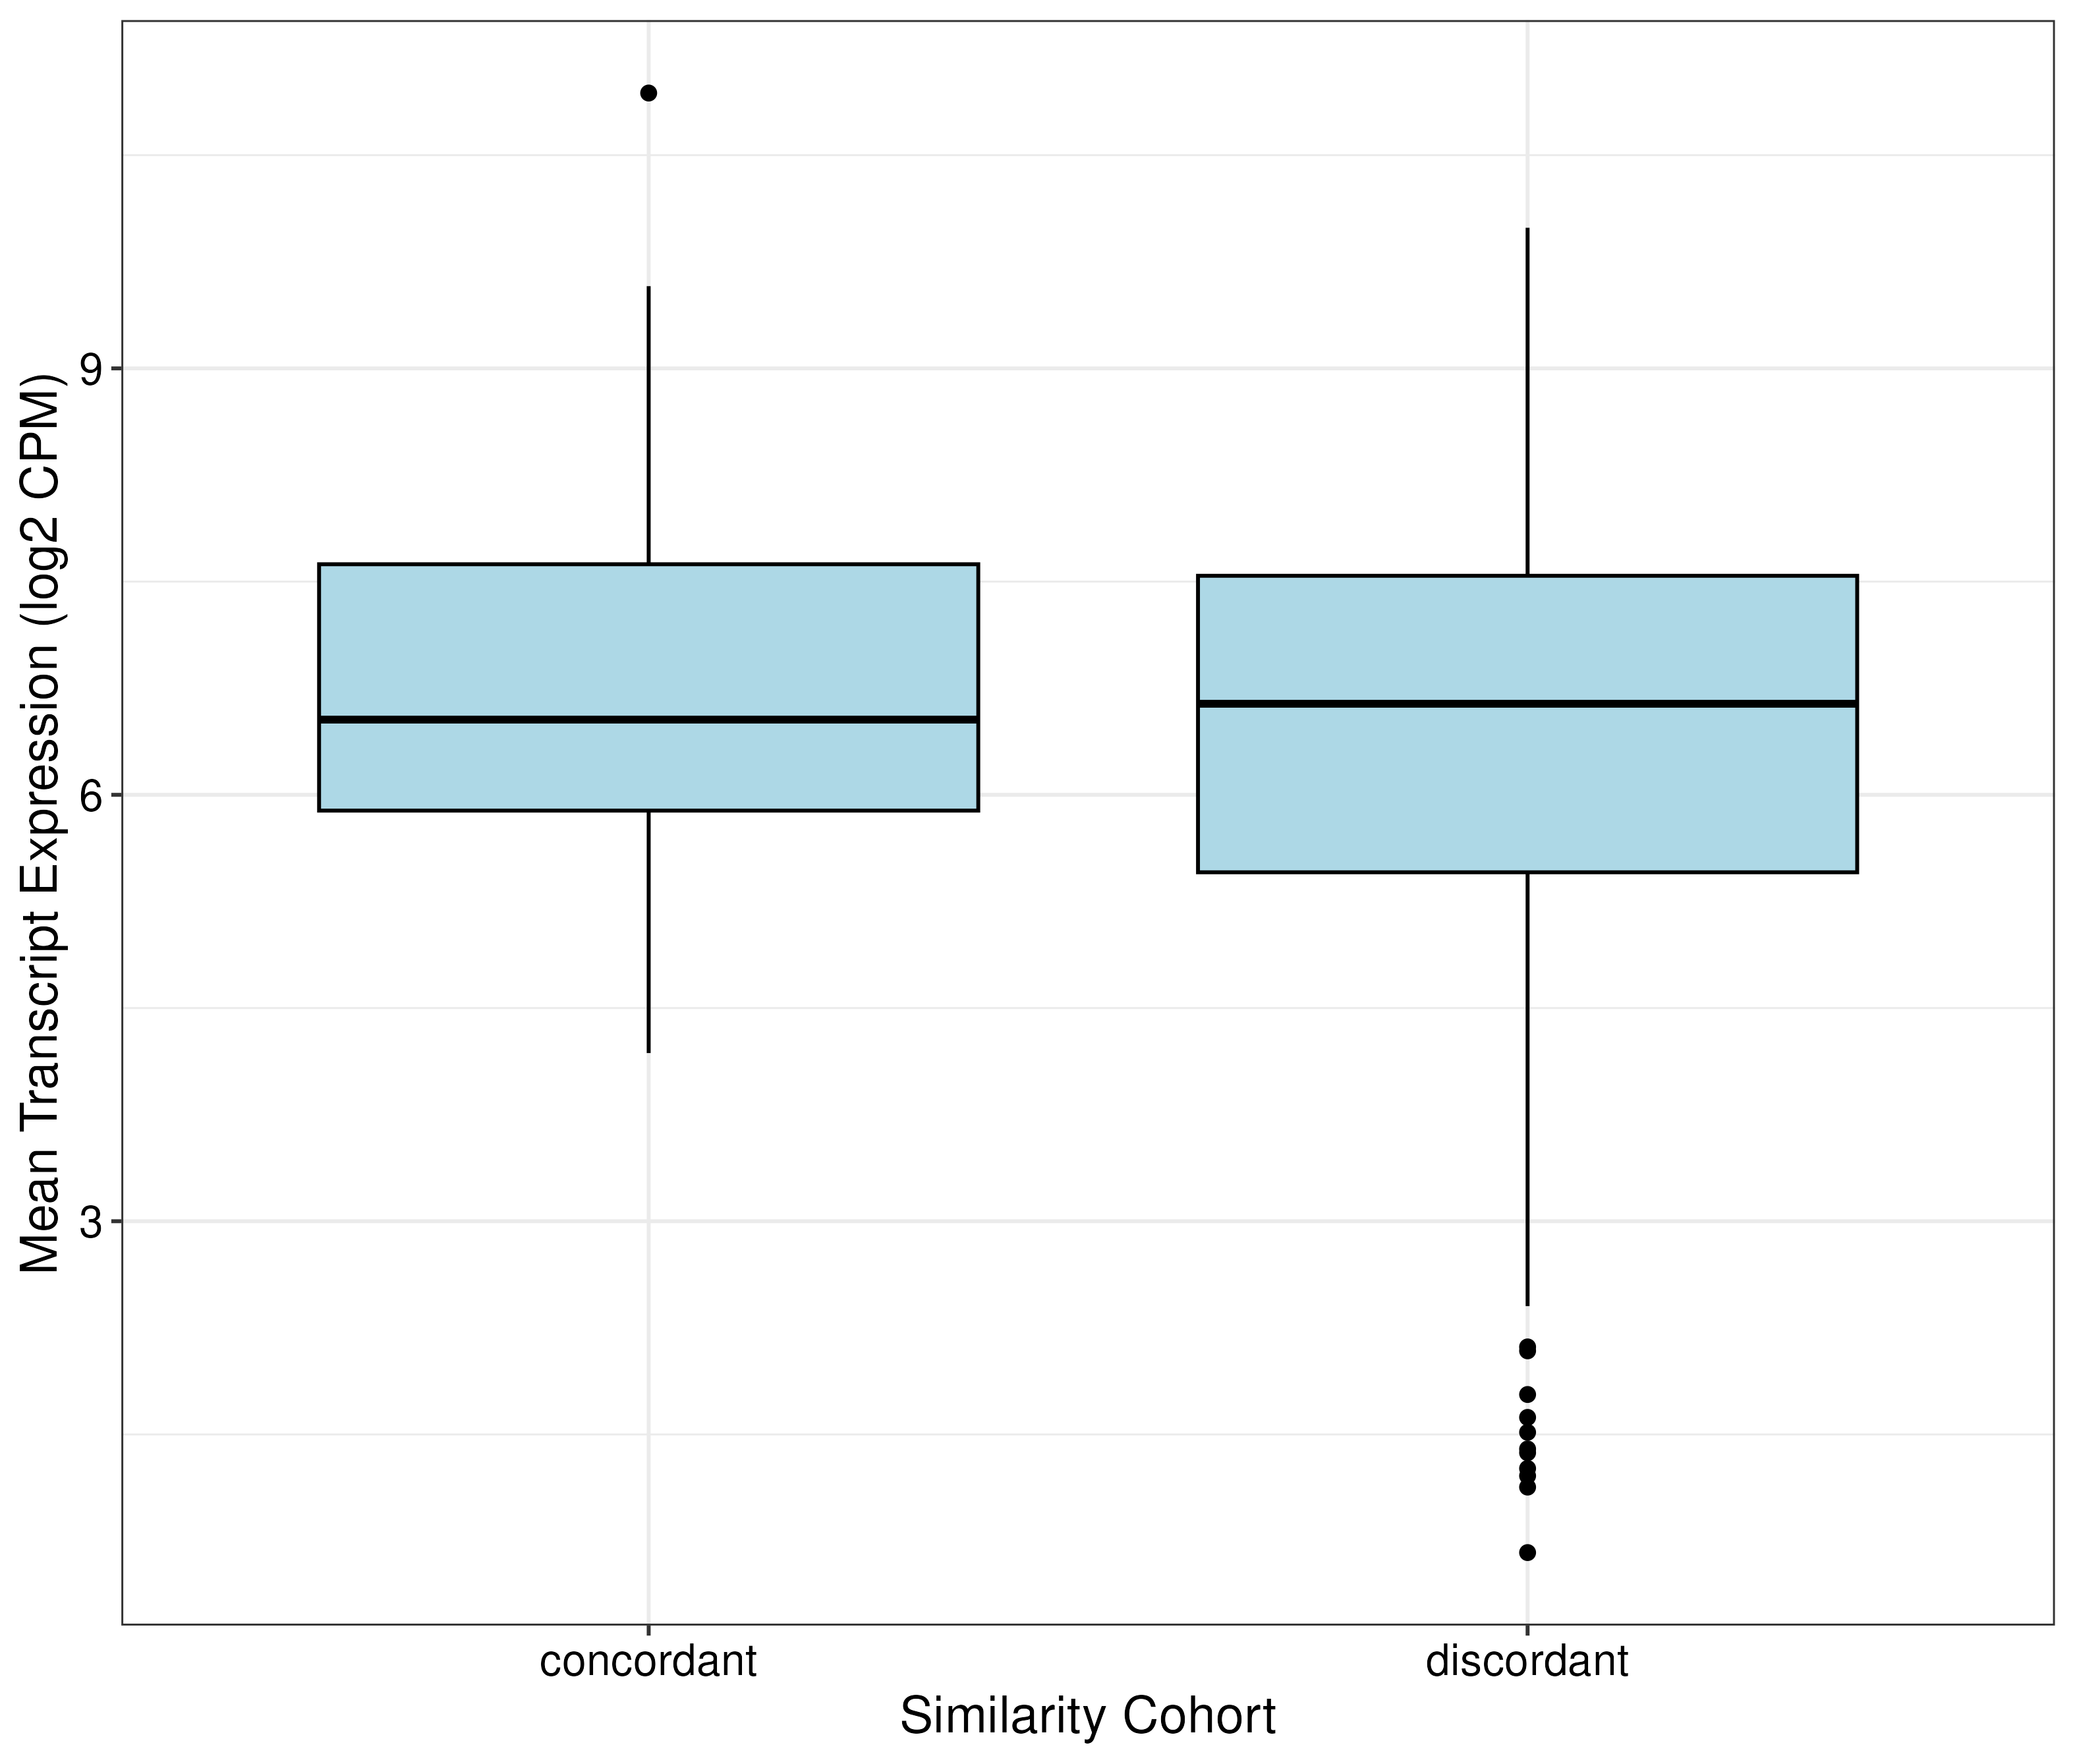 Mean Transcript Expression (log2 CPM)
9
6
3
concordant
discordant
Similarity Cohort